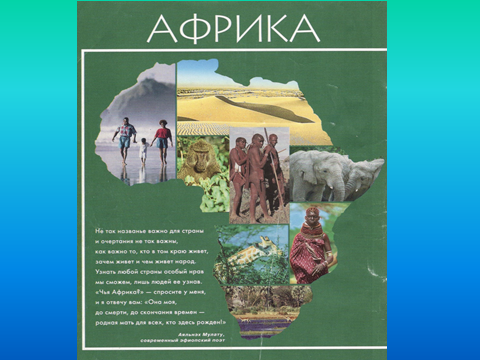 АФРИКА
Не так названье важно для страны
и очертания не так важны,
как важно то, кто в том краю живет,
зачем живет и чем живет народ.
Узнать любой страны особый нрав
мы сможем, лишь людей ее узнав.
«Чья Африка?» — спросите у меня,
и я отвечу вам: «Она моя,
до смерти, до скончания времен —
родная мать для всех, кто здесь рожден!»
Айалынех Мулату,
современный эфиопский поэт